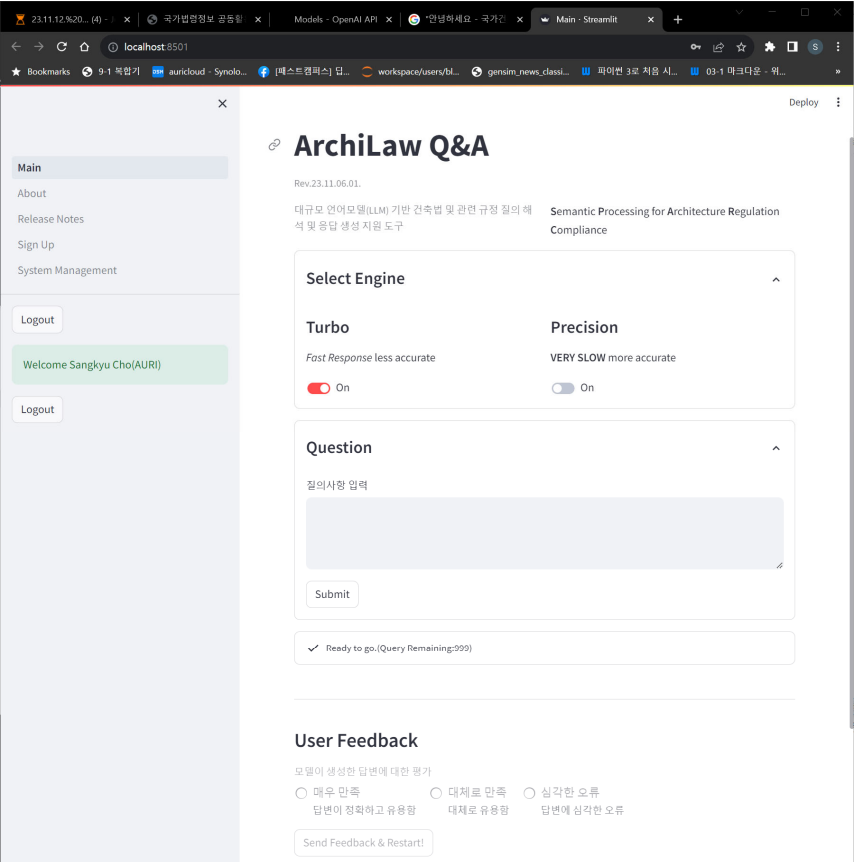 23.11.12.%20... (4) - J
국가법령정보 공동활
Models - OpenAI API
"안녕하세요 - 국가건
Main - Streamlit
localhost:8501
S
Bookmarks
9-1 복합기
DSM
auricloud - Synolo...
[패스트캠퍼스] 딥...
workspace/users/bl...
gensim_news_classi...
파이썬 3로 처음 시...
03-1 마크다운 - 위...
»
Deploy
Main
About
Release Notes
Sign Up
System Management
Logout
Welcome Sangkyu Cho(AURI)
Logout
ArchiLaw Q&A
Rev.23.11.06.01.
대규모 언어모델(LLM) 기반 건축법 및 관련 규정 질의 해
석 및 응답 생성 지원 도구
Semantic Processing for Architecture Regulation
Compliance
Select Engine
Turbo
Fast Response less accurate
On
Precision
VERY SLOW more accurate
On
Question
질의사항 입력
Submit
Ready to go.(Query Remaining:999)
User Feedback
모델이 생성한 답변에 대한 평가
매우 만족
답변이 정확하고 유용함
대체로 만족
대체로 유용함
심각한 오류
답변에 심각한 오류
Send Feedback & Restart!